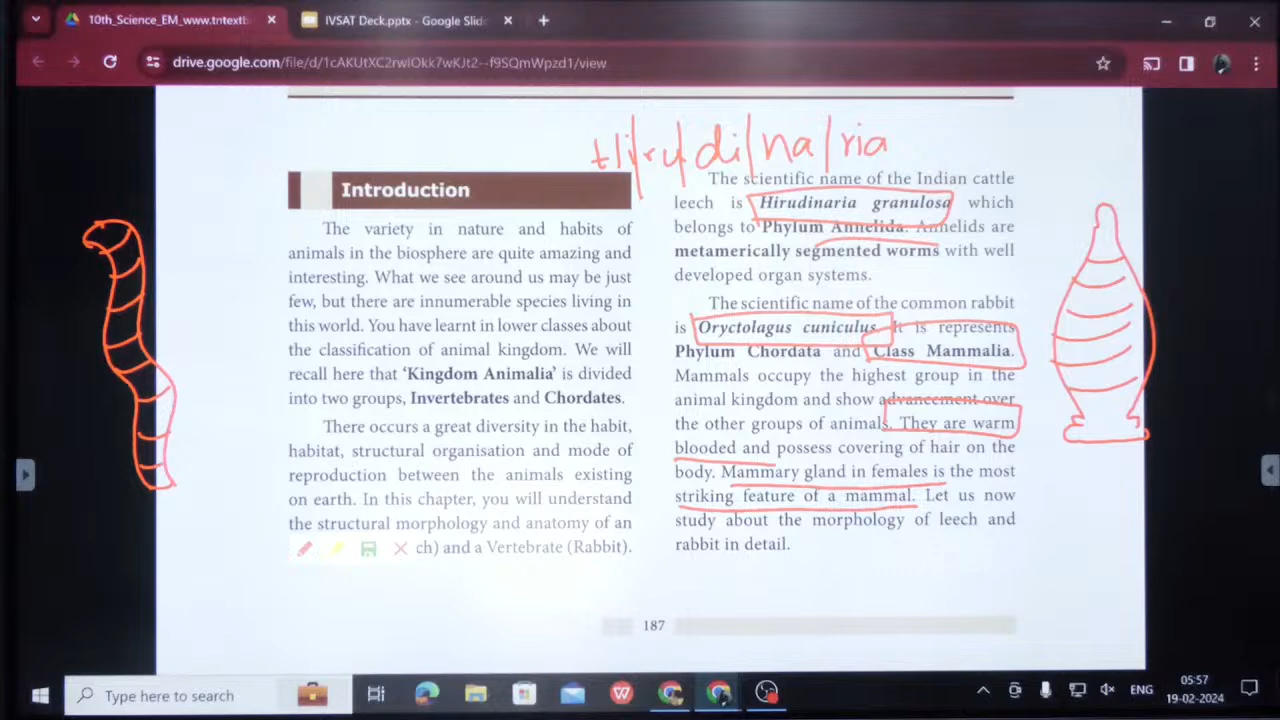 10th_Science_EM_www.tntextb
IVSAT Deck.pptx - Google Slid
drive.google.com/file/d/1cAKUtXC2rwIOkk7wKJt2--f9SQmWpzd1/view
Hi/ru/di/na/ria
Introduction
The variety in nature and habits of
animals in the biosphere are quite amazing and
interesting. What we see around us may be just
few, but there are innumerable species living in
this world. You have learnt in lower classes about
the classification of animal kingdom. We will
recall here that ‘Kingdom Animalia’ is divided
into two groups, Invertebrates and Chordates.
There occurs a great diversity in the habit,
habitat, structural organisation and mode of
reproduction between the animals existing
on earth. In this chapter, you will understand
the structural morphology and anatomy of an
ch) and a Vertebrate (Rabbit).
The scientific name of the Indian cattle
leech is Hirudinaria granulosa which
belongs to Phylum Annelida. Annelids are
metamerically segmented worms with well
developed organ systems.
The scientific name of the common rabbit
is Oryctolagus cuniculus. It is represents
Phylum Chordata and Class Mammalia.
Mammals occupy the highest group in the
animal kingdom and show advancement over
the other groups of animals. They are warm
blooded and possess covering of hair on the
body. Mammary gland in females is the most
striking feature of a mammal. Let us now
study about the morphology of leech and
rabbit in detail.
187
Type here to search
ENG
05:57
19-02-2024